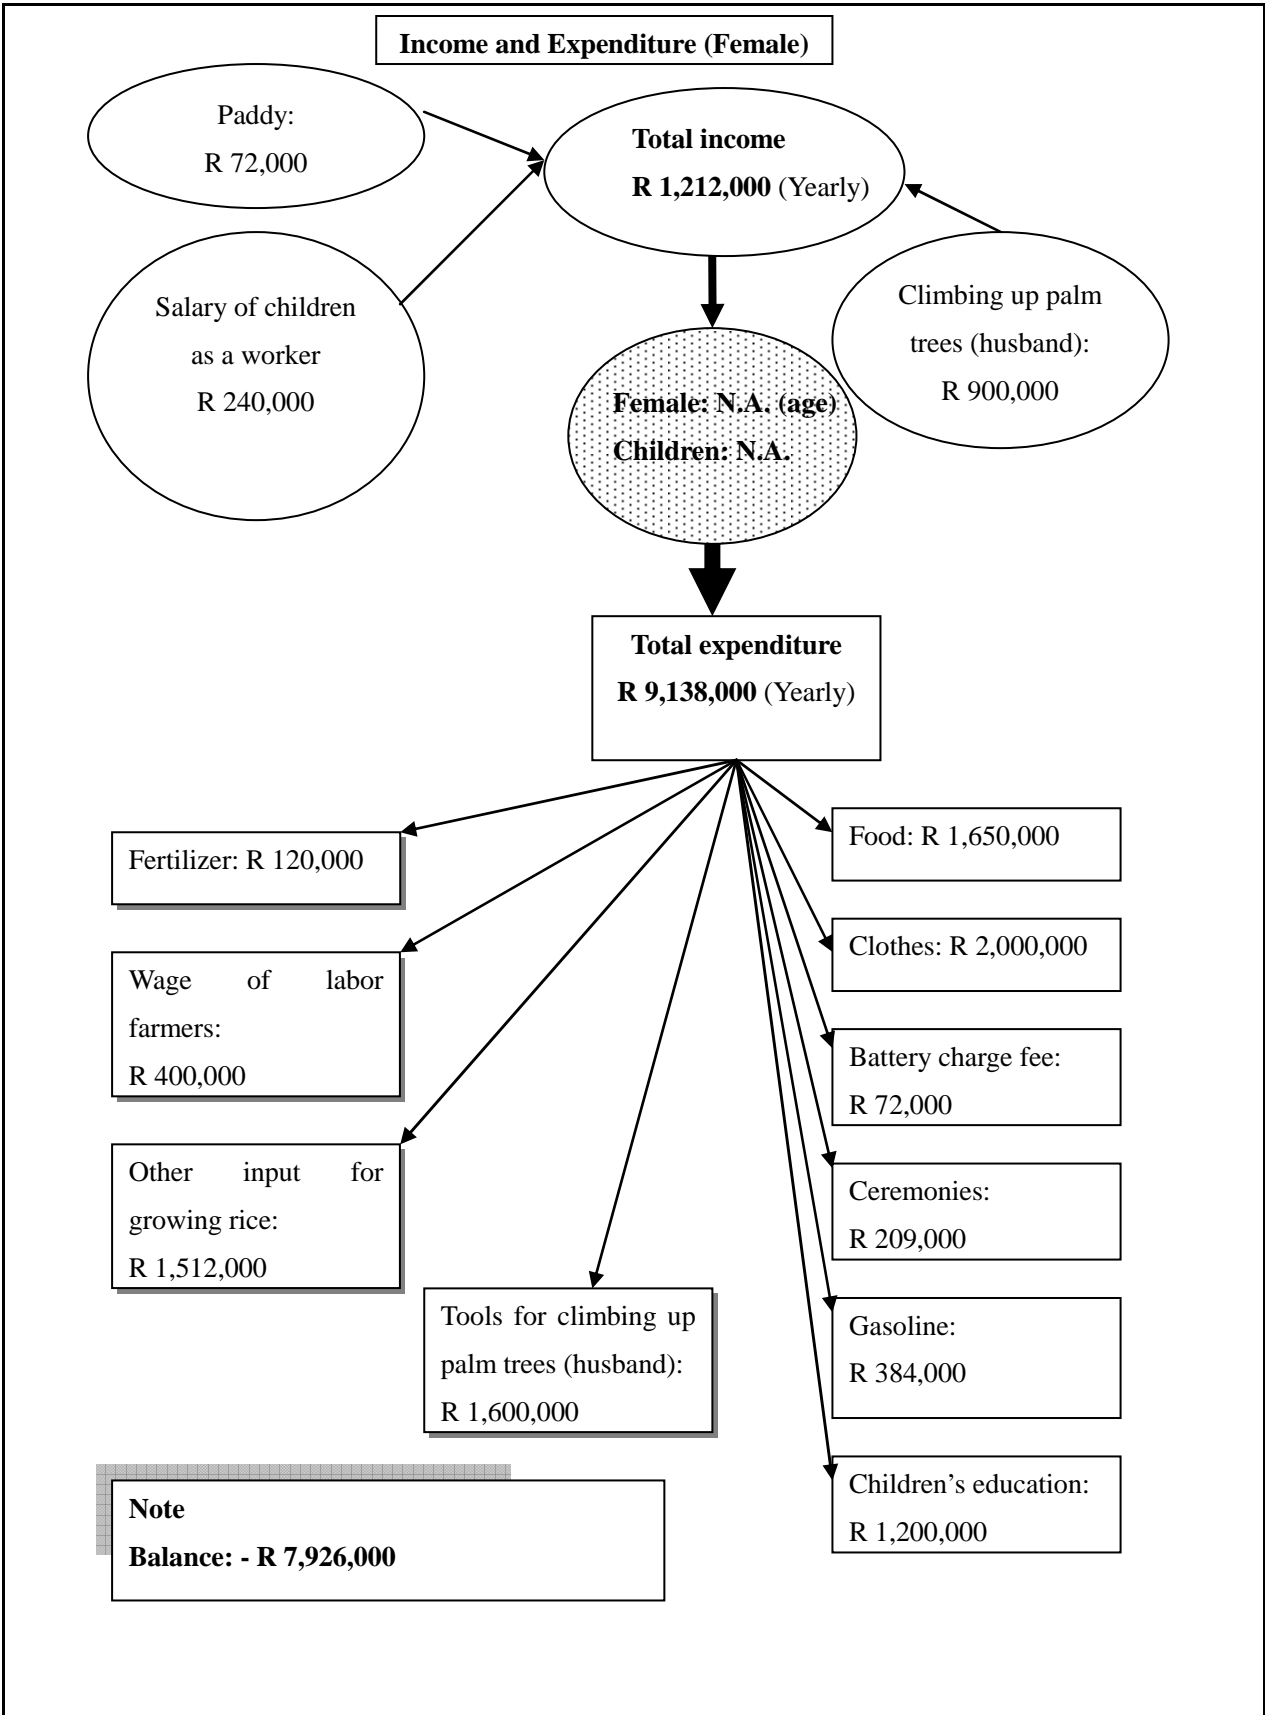 Income and Expenditure (Female)
Paddy:
R 72,000
Total income
R 1,212,000 (Yearly)
Salary of children
as a worker
R 240,000
Climbing up palm
trees (husband):
R 900,000
Female: N.A. (age)
Children: N.A.
Total expenditure
R 9,138,000 (Yearly)
Fertilizer: R 120,000
Wage of labor
farmers:
R 400,000
Other input for
growing rice:
R 1,512,000
Tools for climbing up
palm trees (husband):
R 1,600,000
Food: R 1,650,000
Clothes: R 2,000,000
Battery charge fee:
R 72,000
Ceremonies:
R 209,000
Gasoline:
R 384,000
Children’s education:
R 1,200,000
Note
Balance: - R 7,926,000